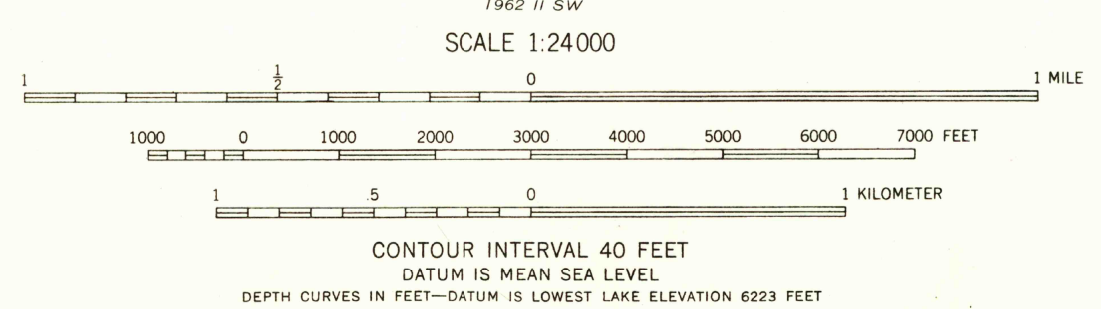 1962 II SW
SCALE 1:24000
1 1/2 0 1 MILE
1000 0 1000 2000 3000 4000 5000 6000 7000 FEET
1 .5 0 1 KILOMETER
CONTOUR INTERVAL 40 FEET
DATUM IS MEAN SEA LEVEL
DEPTH CURVES IN FEET—DATUM IS LOWEST LAKE ELEVATION 6223 FEET